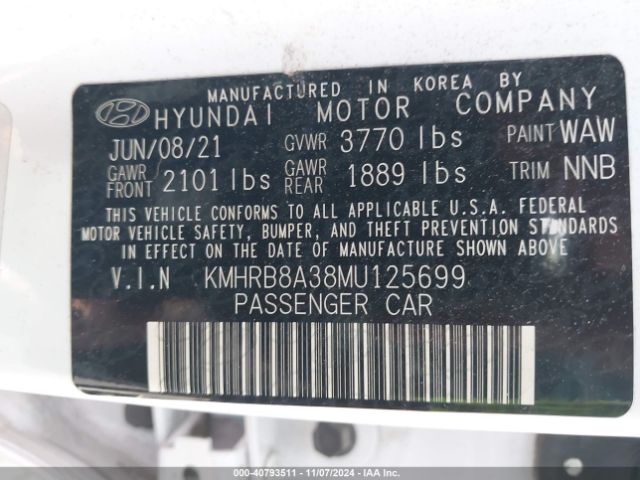 MANUFACTURED IN KOREA BY
HYUNDAI MOTOR COMPANY
JUN/08/21 GVWR 3770 lbs PAINT WAW
GAWR FRONT 2101 lbs GAWR REAR 1889 lbs TRIM NNB
THIS VEHICLE CONFORMS TO ALL APPLICABLE U.S.A. FEDERAL
MOTOR VEHICLE SAFETY, BUMPER, AND THEFT PREVENTION STANDARDS
IN EFFECT ON THE DATE OF MANUFACTURE SHOWN ABOVE
V.I.N KMHRB8A38MU125699
PASSENGER CAR
000-40793511 - 11/07/2024 - IAA Inc.